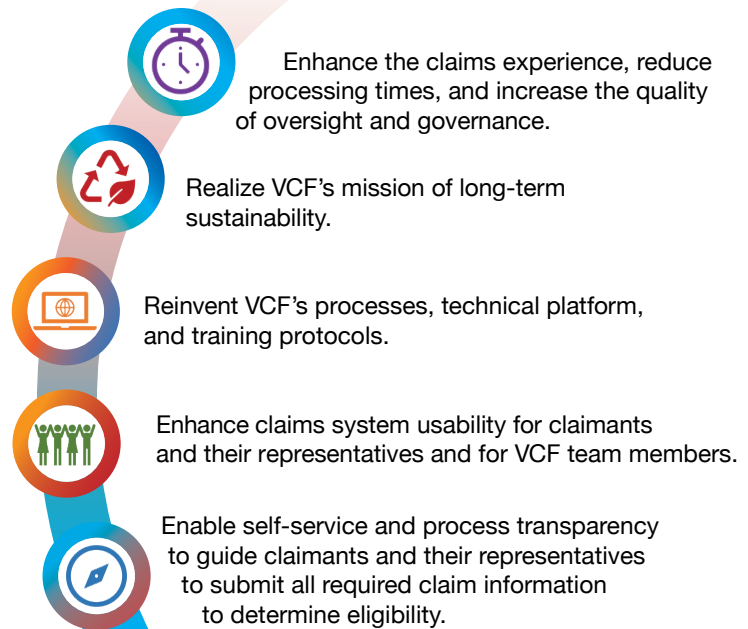 Enhance the claims experience, reduce
processing times, and increase the quality
of oversight and governance.
Realize VCF’s mission of long-term
sustainability.
Reinvent VCF’s processes, technical platform,
and training protocols.
Enhance claims system usability for claimants
and their representatives and for VCF team members.
Enable self-service and process transparency
to guide claimants and their representatives
to submit all required claim information
to determine eligibility.